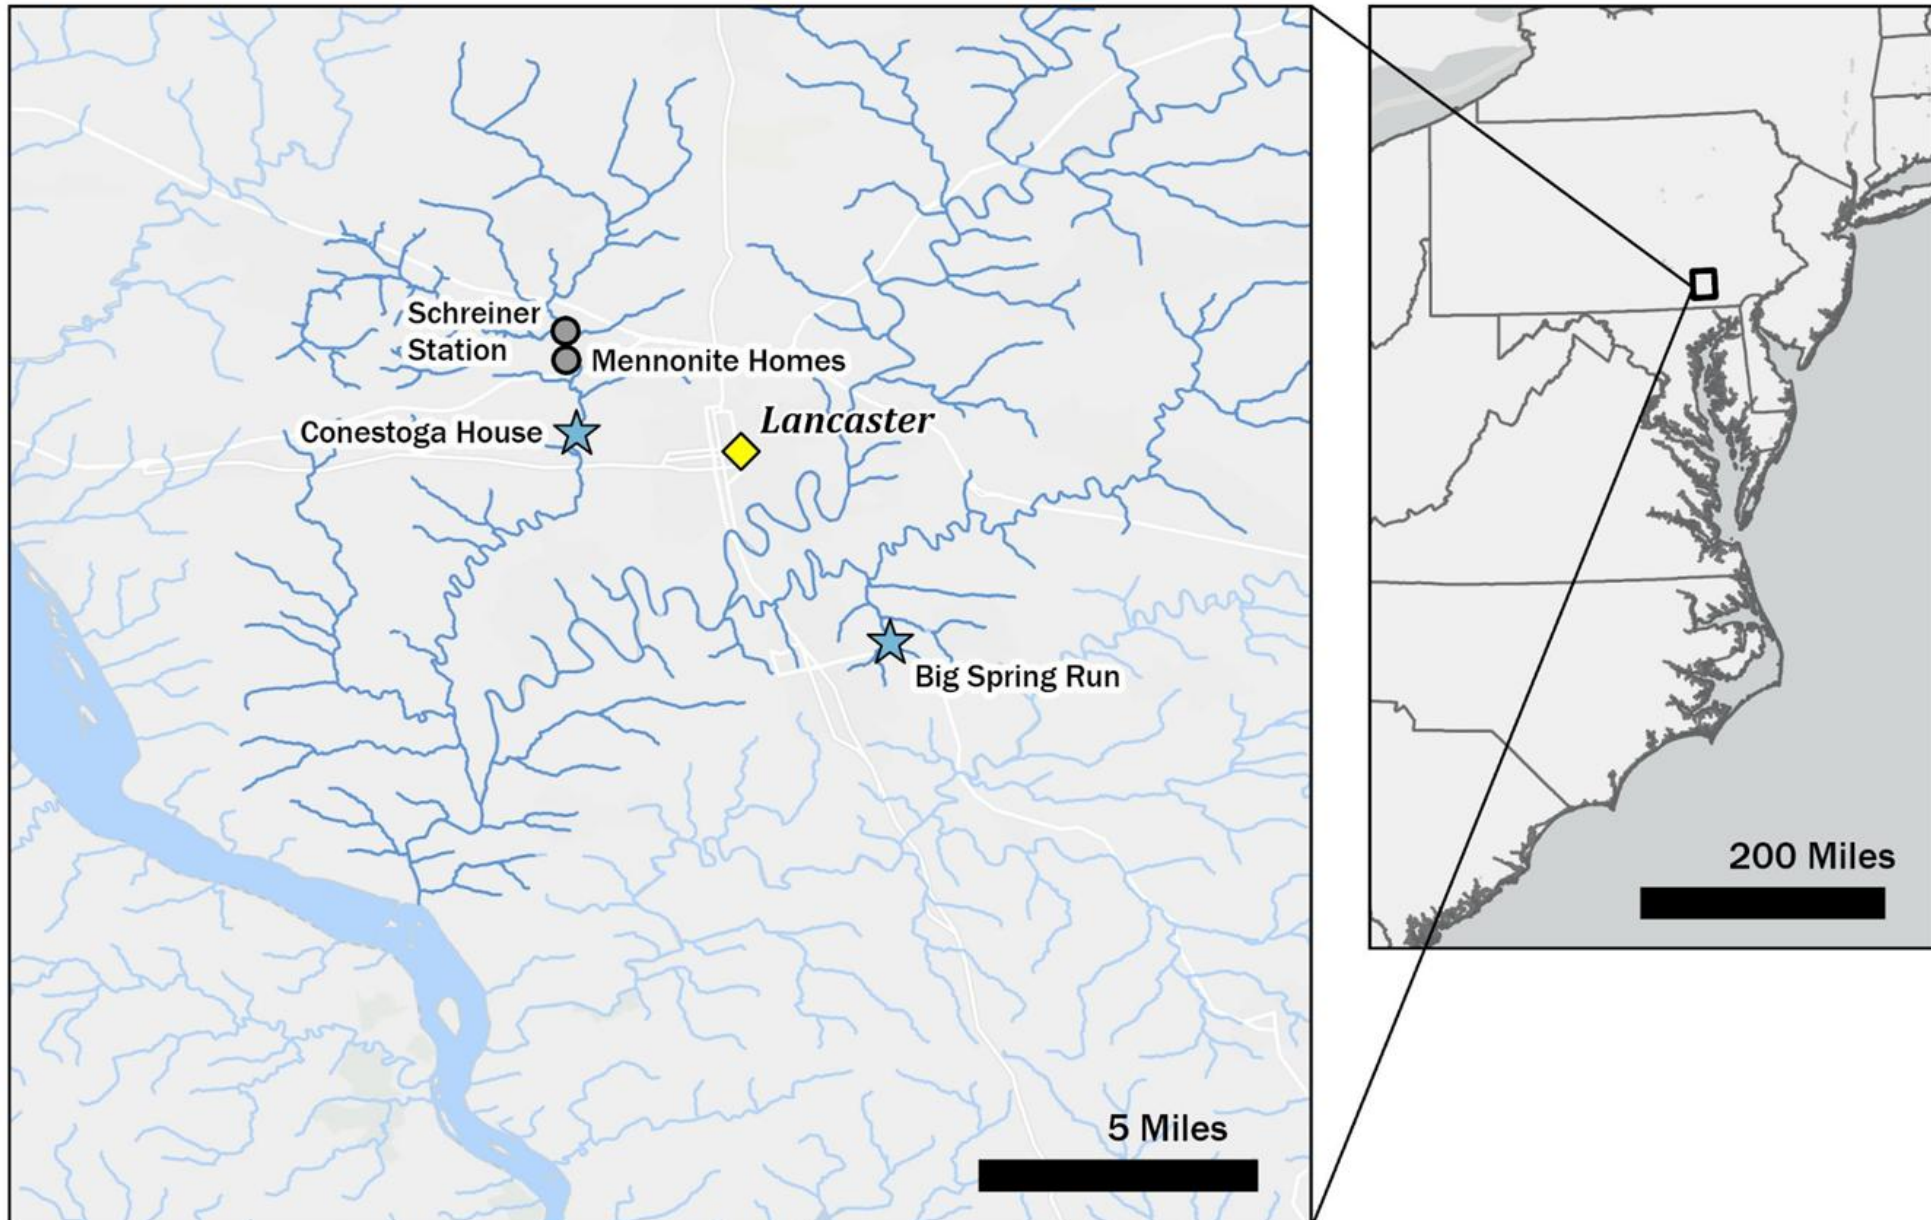 Schreiner
Station
Mennonite Homes
Conestoga House
Lancaster
Big Spring Run
5 Miles
200 Miles